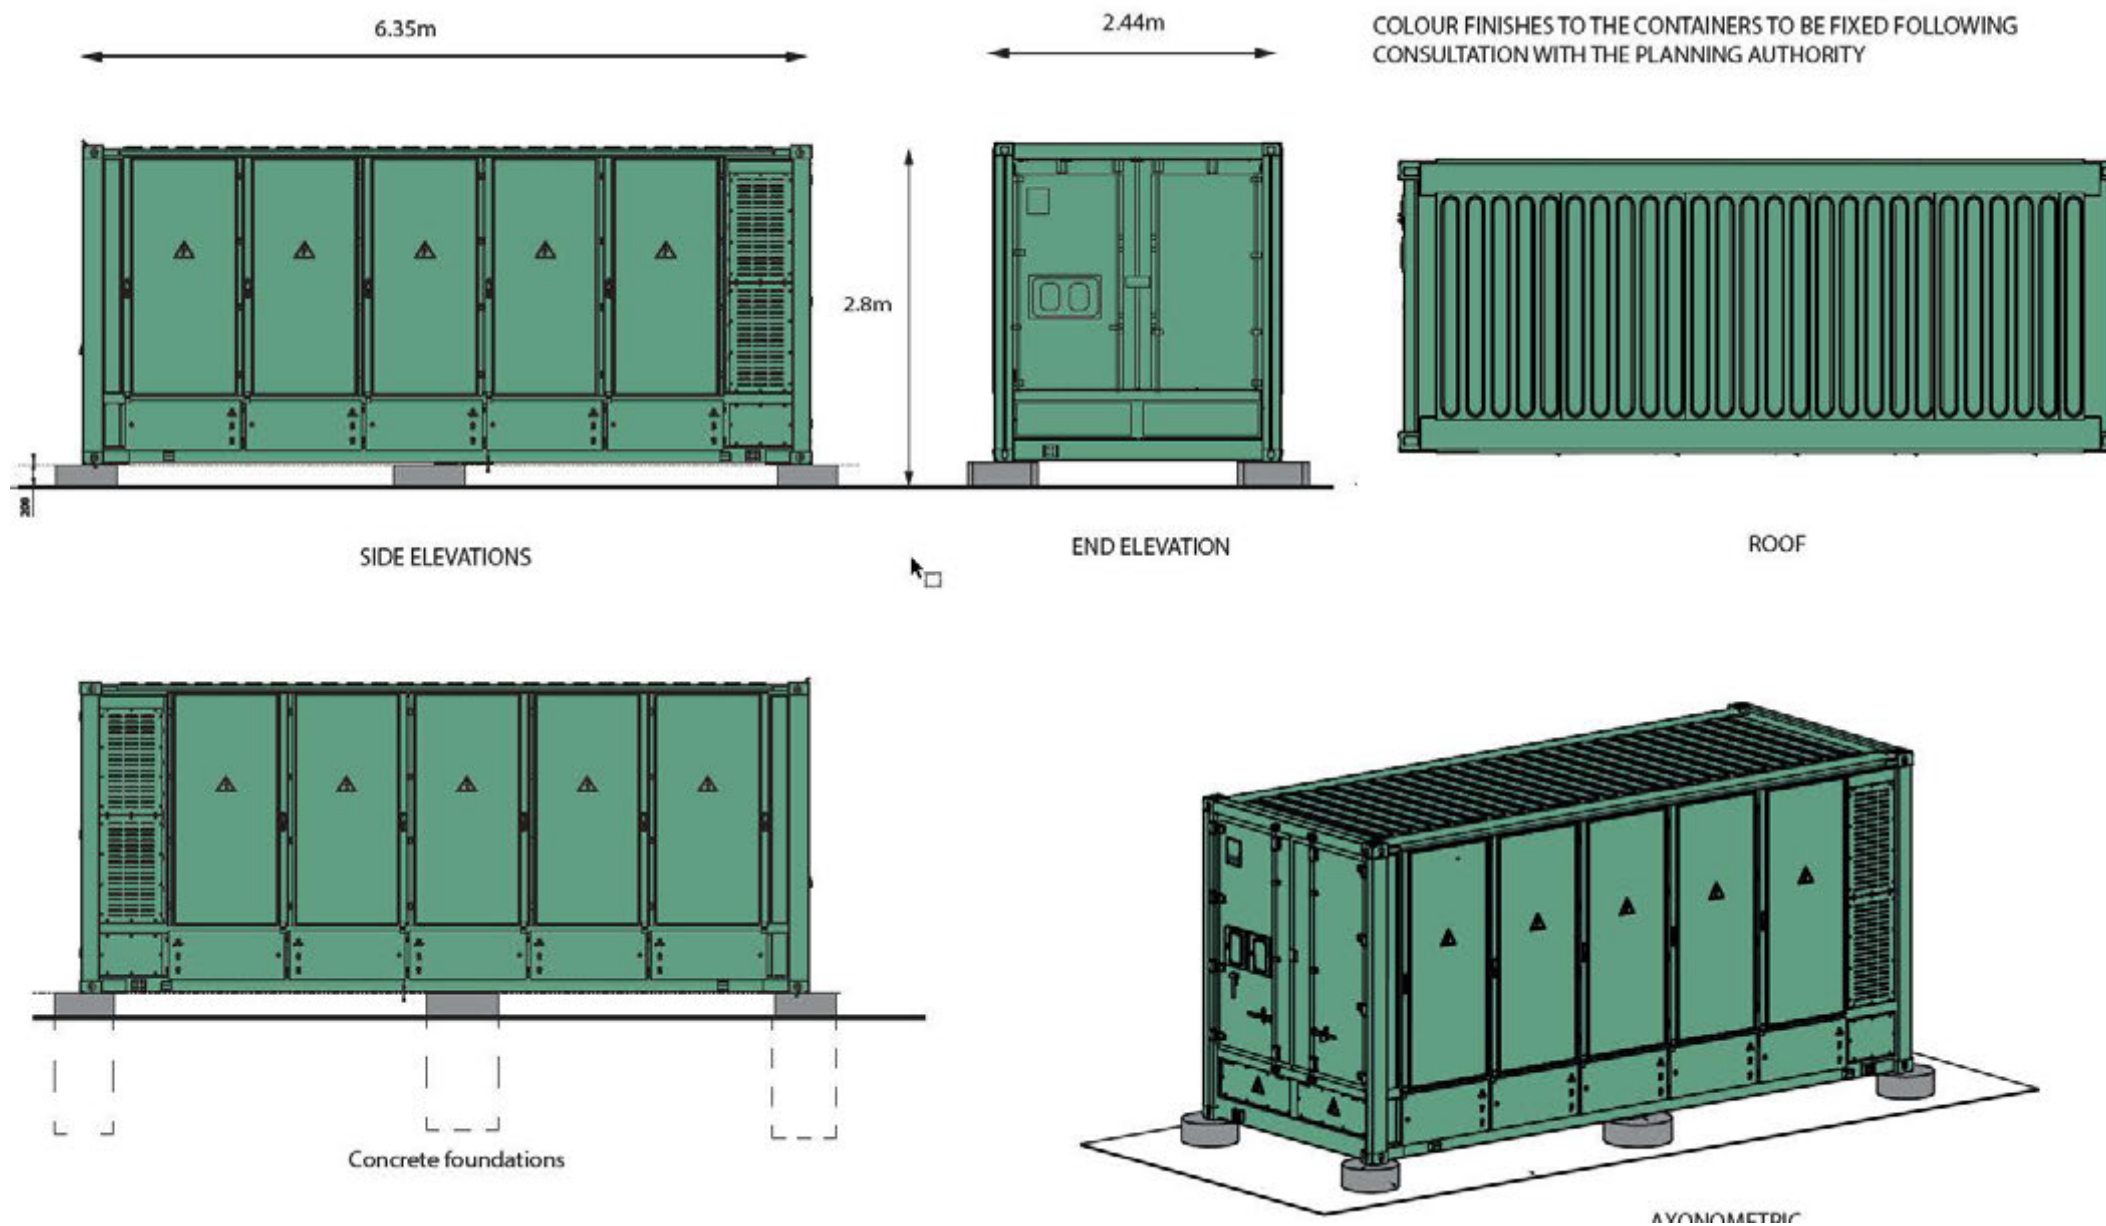 6.35m
2.44m
COLOUR FINISHES TO THE CONTAINERS TO BE FIXED FOLLOWING
CONSULTATION WITH THE PLANNING AUTHORITY
2.8m
200
SIDE ELEVATIONS
END ELEVATION
ROOF
Concrete foundations
AXONOMETRIC